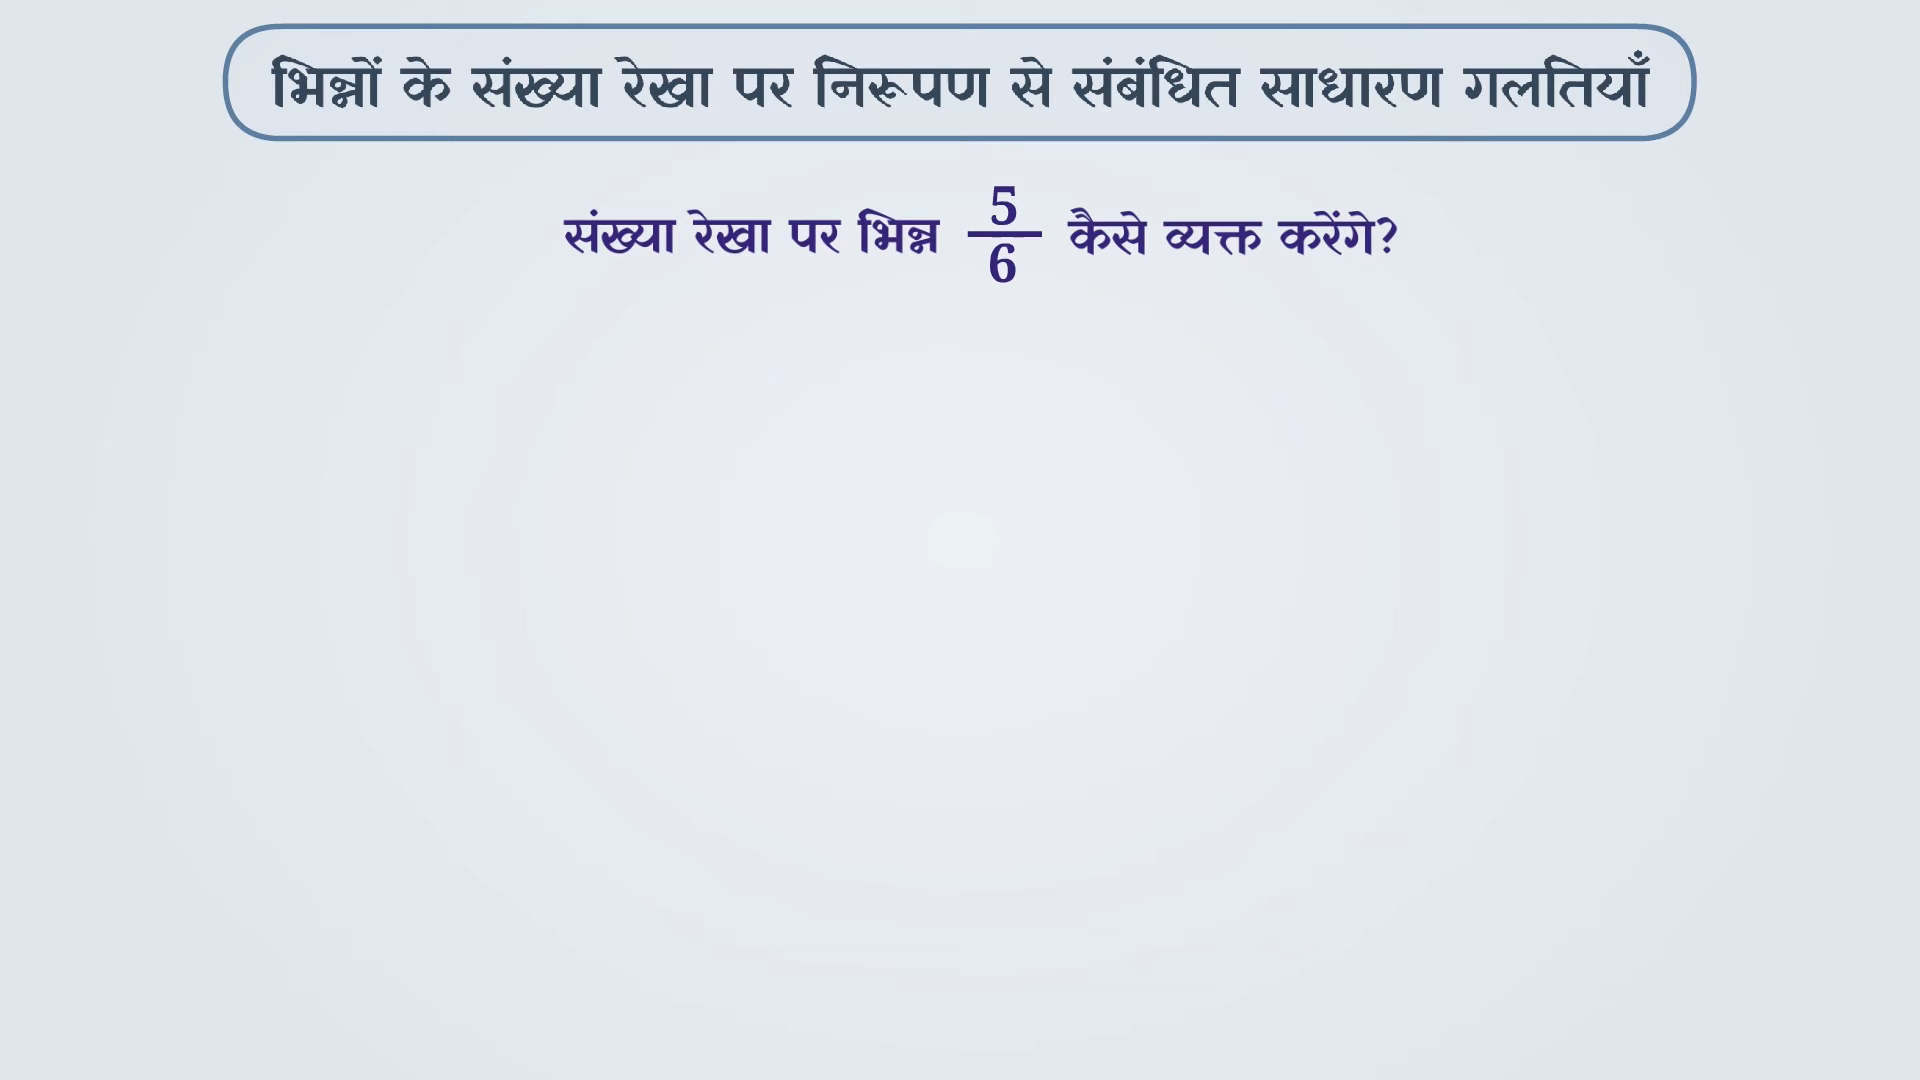 भिन्नों के संख्या रेखा पर निरूपण से संबंधित साधारण गलतियाँ
संख्या रेखा पर भिन्न 5/6 कैसे व्यक्त करेंगे?